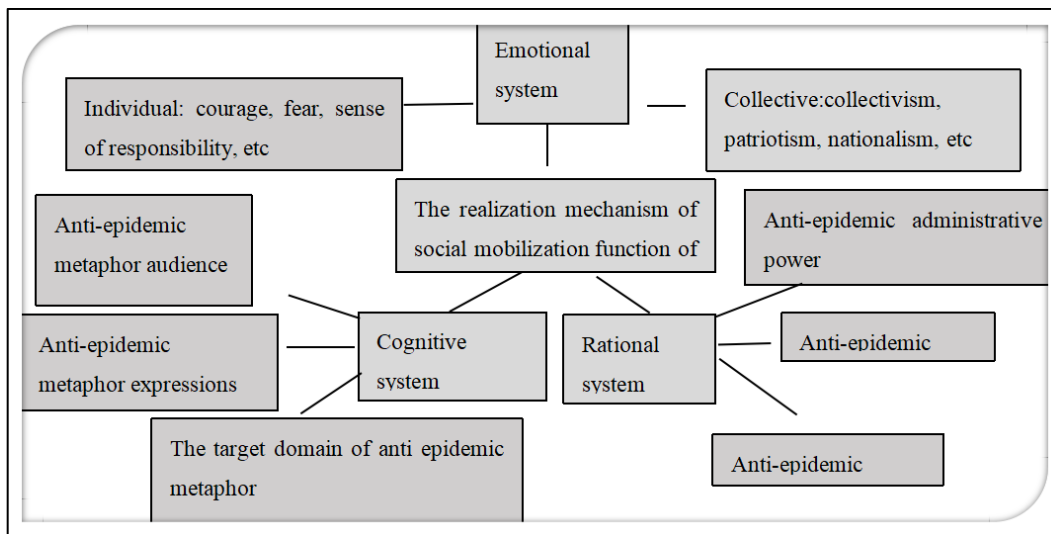 Emotional
system
Individual: courage, fear, sense
of responsibility, etc
Collective:collectivism,
patriotism, nationalism, etc
The realization mechanism of
social mobilization function of
Anti-epidemic
metaphor audience
Anti-epidemic administrative
power
Anti-epidemic
metaphor expressions
Cognitive
system
Rational
system
Anti-epidemic
The target domain of anti epidemic
metaphor
Anti-epidemic